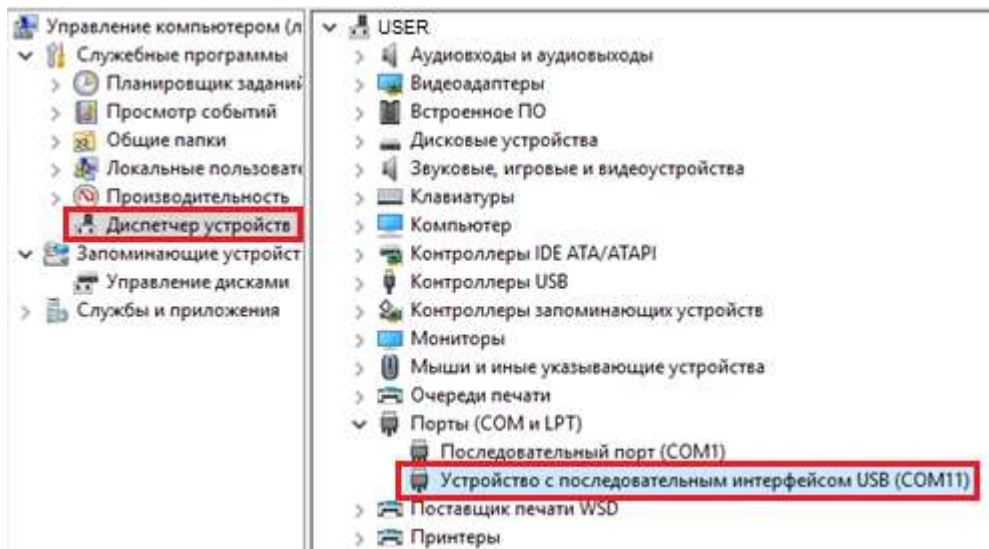 Управление компьютером (л
Служебные программы
Планировщик заданий
Просмотр событий
Общие папки
Локальные пользовате
Производительность
Диспетчер устройств
Запоминающие устройст
Управление дисками
Службы и приложения
USER
Аудиовходы и аудиовыходы
Видеоадаптеры
Встроенное ПО
Дисковые устройства
Звуковые, игровые и видеоустройства
Клавиатуры
Компьютер
Контроллеры IDE ATA/ATAPI
Контроллеры USB
Контроллеры запоминающих устройств
Мониторы
Мыши и иные указывающие устройства
Очереди печати
Порты (COM и LPT)
Последовательный порт (COM1)
Устройство с последовательным интерфейсом USB (COM11)
Поставщик печати WSD
Принтеры